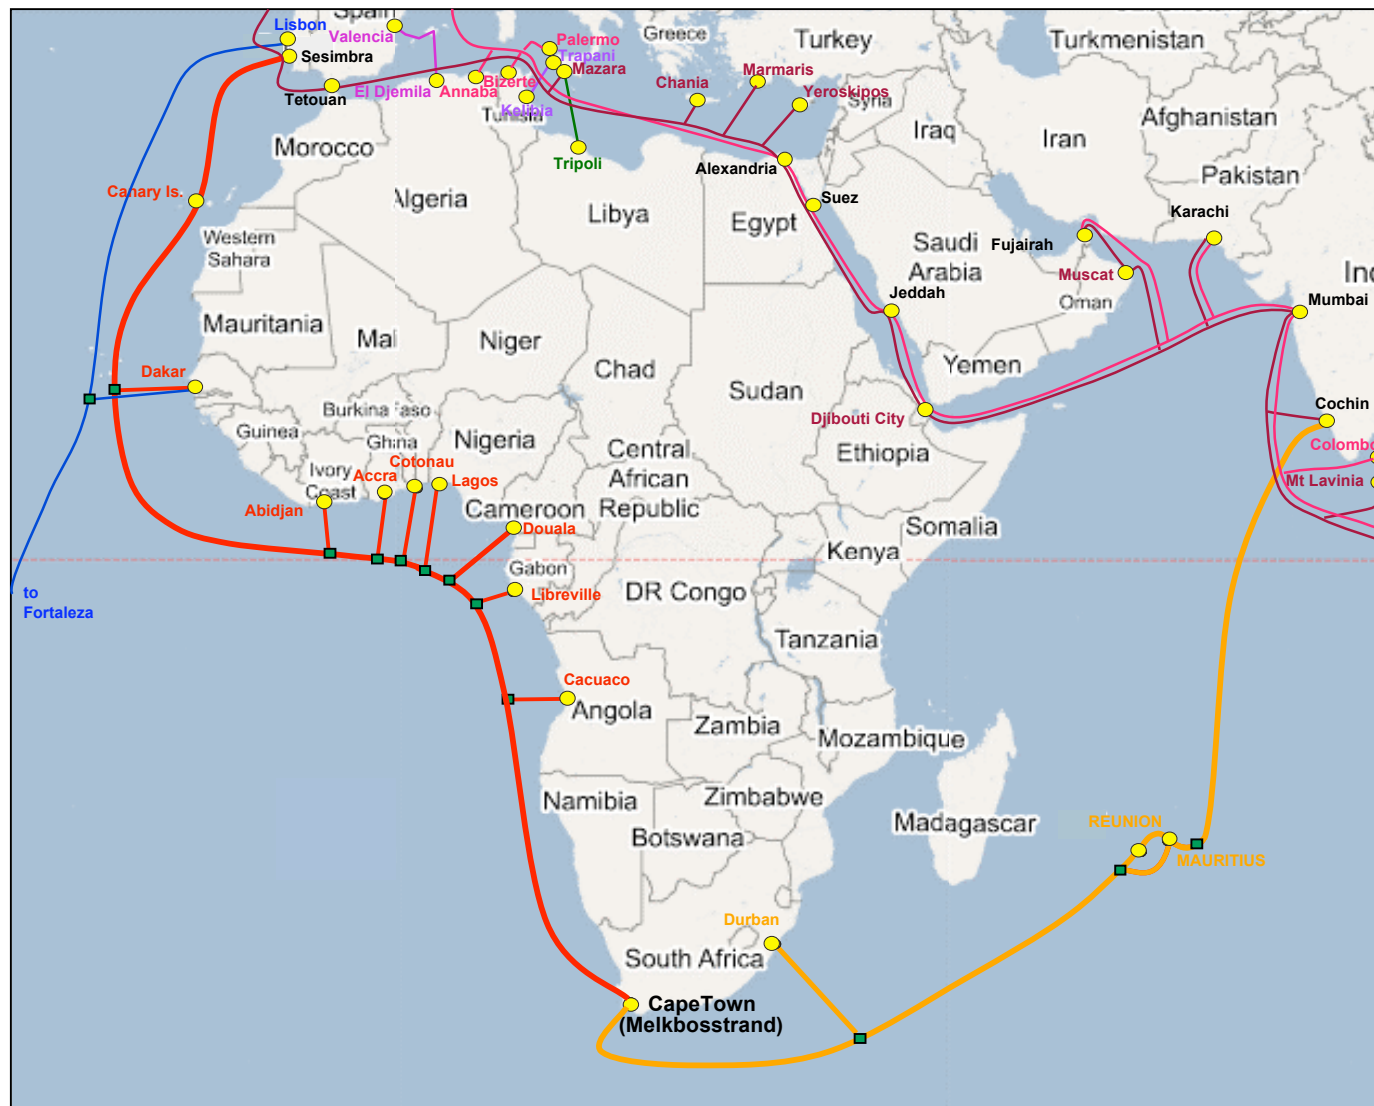 Spain
Lisbon
Valencia
Sesimbra
Greece
Turkey
Turkmenistan
Palermo
Trapani
Mazara
Marmaris
Chania
Yeroskipos
Syria
Tetouan
El Djemila
Annaba
Bizerte
Kelibia
Tunisia
Iraq
Iran
Afghanistan
Morocco
Tripoli
Alexandria
Pakistan
Canary Is.
Algeria
Libya
Egypt
Suez
Karachi
Western
Sahara
Saudi
Arabia
Fujairah
Muscat
Oman
Jeddah
Mumbai
Mauritania
Mal
Niger
Chad
Sudan
Yemen
Dakar
Burkina Faso
Djibouti City
Cochin
Guinea
Ghina
Nigeria
Central
African
Republic
Ethiopia
Colombo
Ivory
Coast
Accra
Cotonau
Lagos
Mt Lavinia
Abidjan
Cameroon
Douala
Somalia
Kenya
Gabon
Libreville
DR Congo
to
Fortaleza
Tanzania
Cacuaco
Angola
Zambia
Mozambique
Namibia
Zimbabwe
Botswana
Madagascar
REUNION
MAURITIUS
Durban
South Africa
CapeTown
(Melkbosstrand)